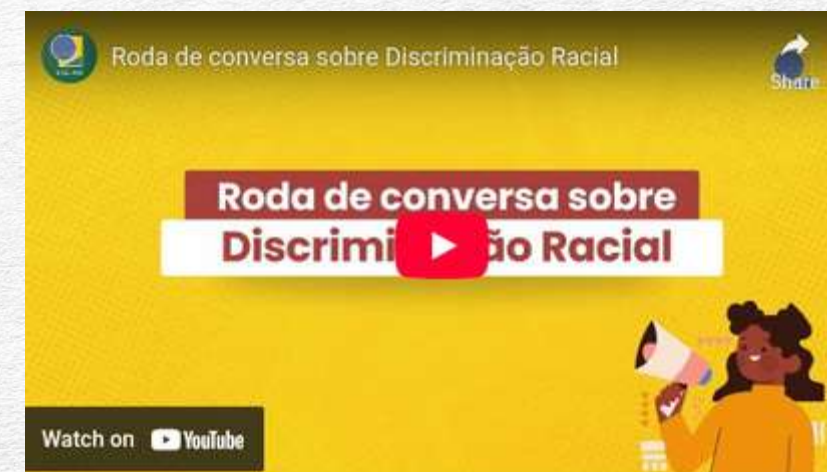 Roda de conversa sobre Discriminação Racial
Share
Roda de conversa sobre
Discrimi ão Racial
Watch on YouTube